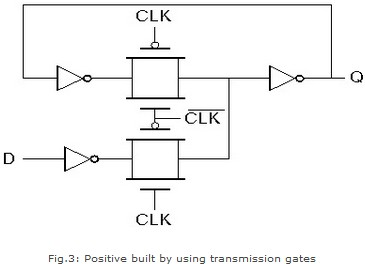 CLK
Q
CLK
D
CLK
Fig.3: Positive built by using transmission gates